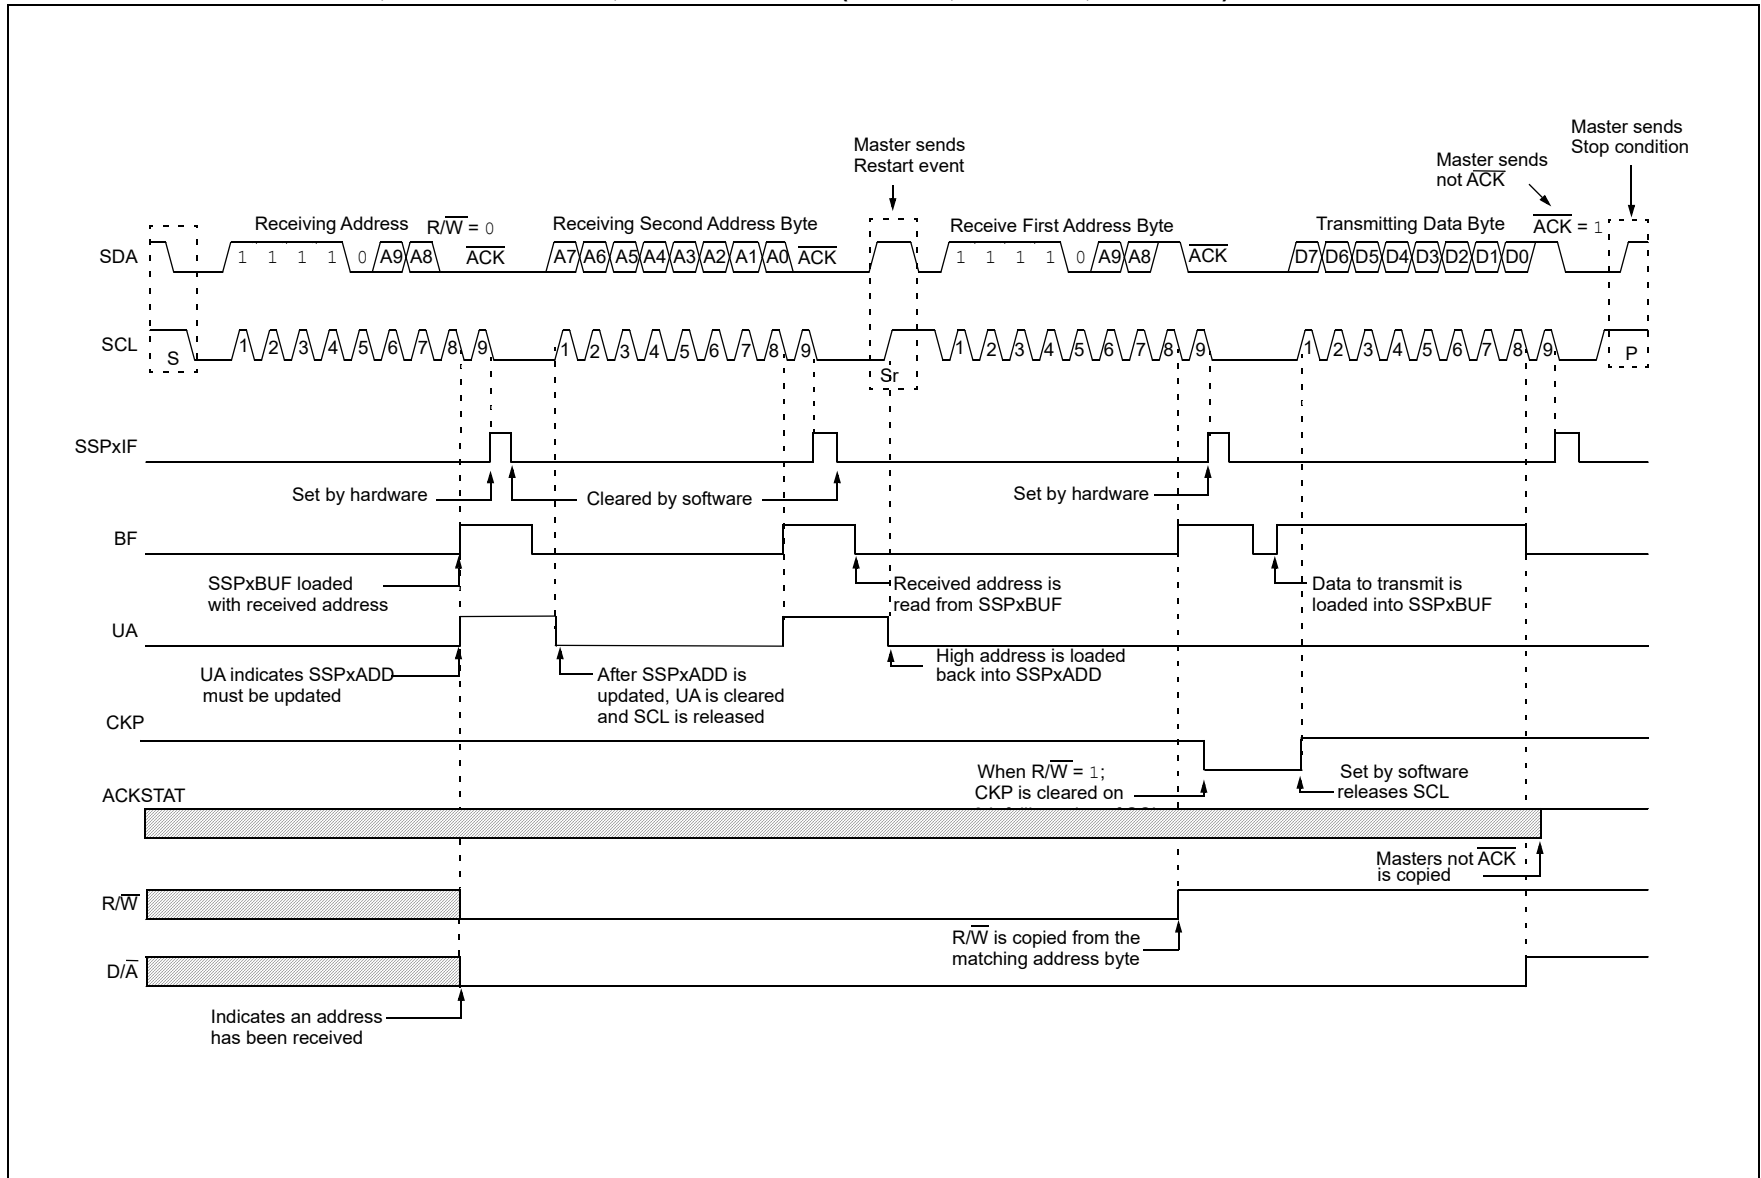 Master sends
Restart event
Master sends
not ACK
Master sends
Stop condition
Receiving Address R/W = 0
Receiving Second Address Byte
Receive First Address Byte
Transmitting Data Byte
ACK = 1
SDA 1 1 1 1 0 A9 A8 ACK A7 A6 A5 A4 A3 A2 A1 A0 ACK 1 1 1 1 0 A9 A8 ACK D7 D6 D5 D4 D3 D2 D1 D0
SCL S 1 2 3 4 5 6 7 8 9 1 2 3 4 5 6 7 8 9 Sr 1 2 3 4 5 6 7 8 9 1 2 3 4 5 6 7 8 9 P
SSPxIF
Set by hardware
Cleared by software
Set by hardware
BF
SSPxBUF loaded
with received address
Received address is
read from SSPxBUF
Data to transmit is
loaded into SSPxBUF
UA
UA indicates SSPxADD
must be updated
After SSPxADD is
updated, UA is cleared
and SCL is released
High address is loaded
back into SSPxADD
CKP
When R/W = 1;
CKP is cleared on
Set by software
releases SCL
ACKSTAT
Masters not ACK
is copied
R/W
R/W is copied from the
matching address byte
D/A
Indicates an address
has been received